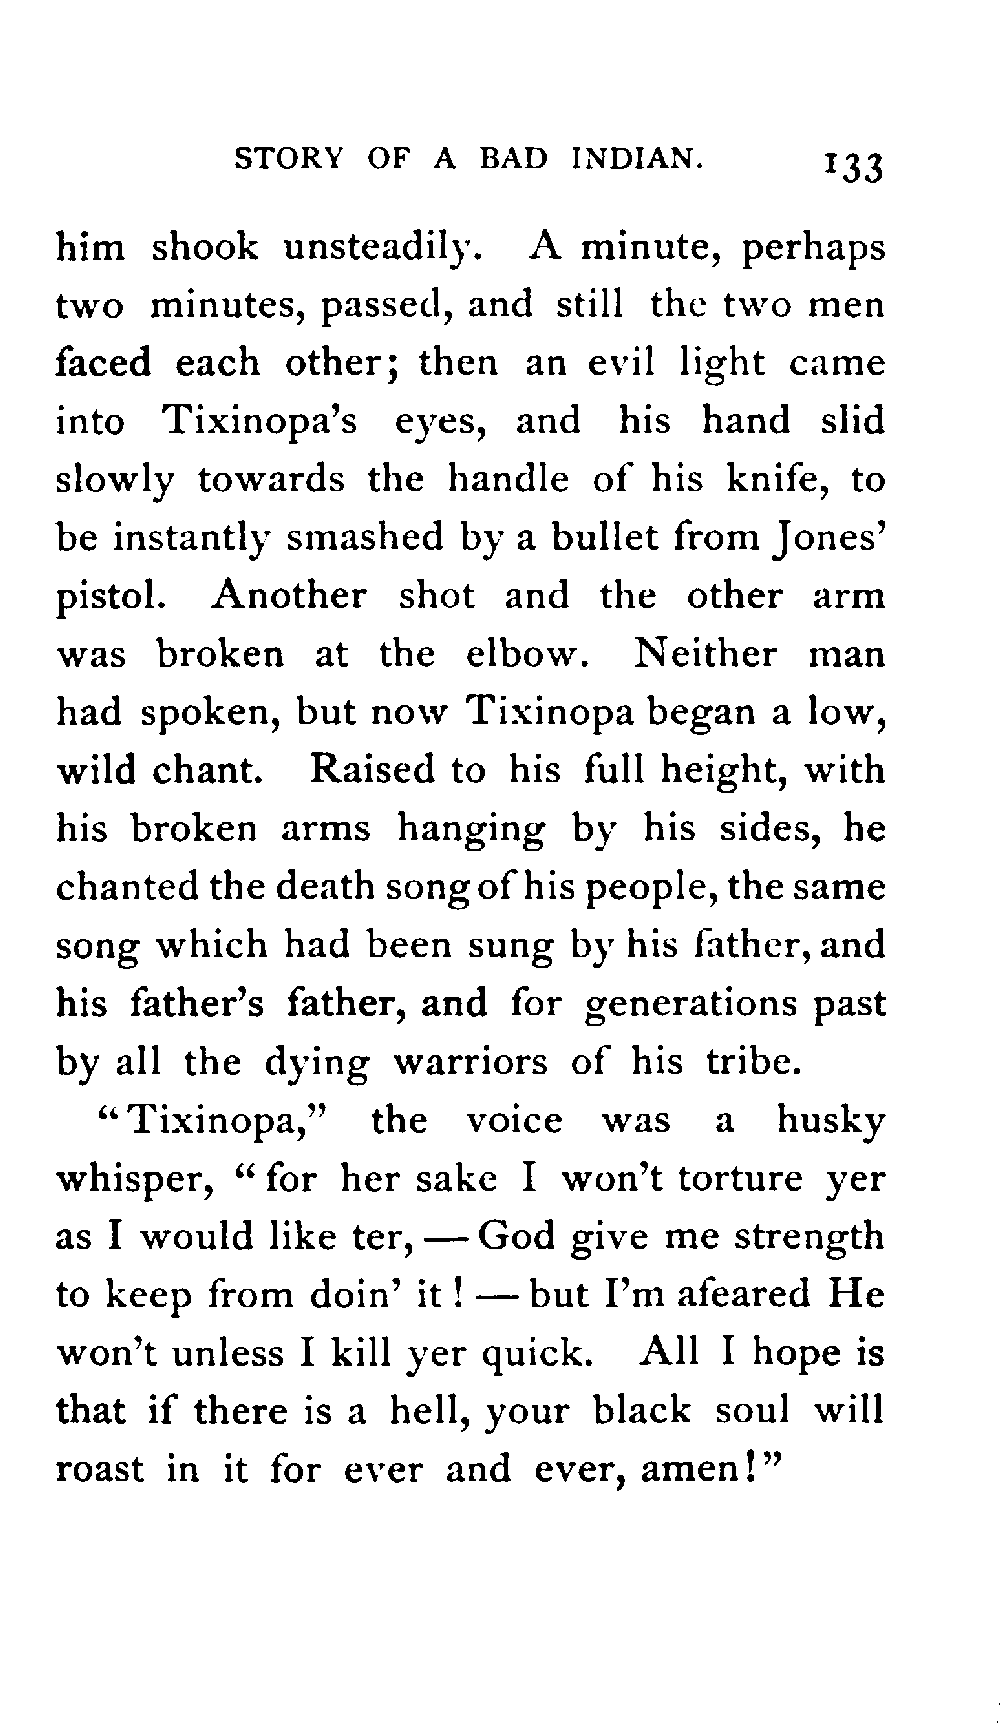 STORY OF A BAD INDIAN. 133
him shook unsteadily. A minute, perhaps
two minutes, passed, and still the two men
faced each other; then an evil light came
into Tixinopa's eyes, and his hand slid
slowly towards the handle of his knife, to
be instantly smashed by a bullet from Jones'
pistol. Another shot and the other arm
was broken at the elbow. Neither man
had spoken, but now Tixinopa began a low,
wild chant. Raised to his full height, with
his broken arms hanging by his sides, he
chanted the death song of his people, the same
song which had been sung by his father, and
his father's father, and for generations past
by all the dying warriors of his tribe.
"Tixinopa," the voice was a husky
whisper, "for her sake I won't torture yer
as I would like ter, — God give me strength
to keep from doin' it! — but I'm afeared He
won't unless I kill yer quick. All I hope is
that if there is a hell, your black soul will
roast in it for ever and ever, amen!"